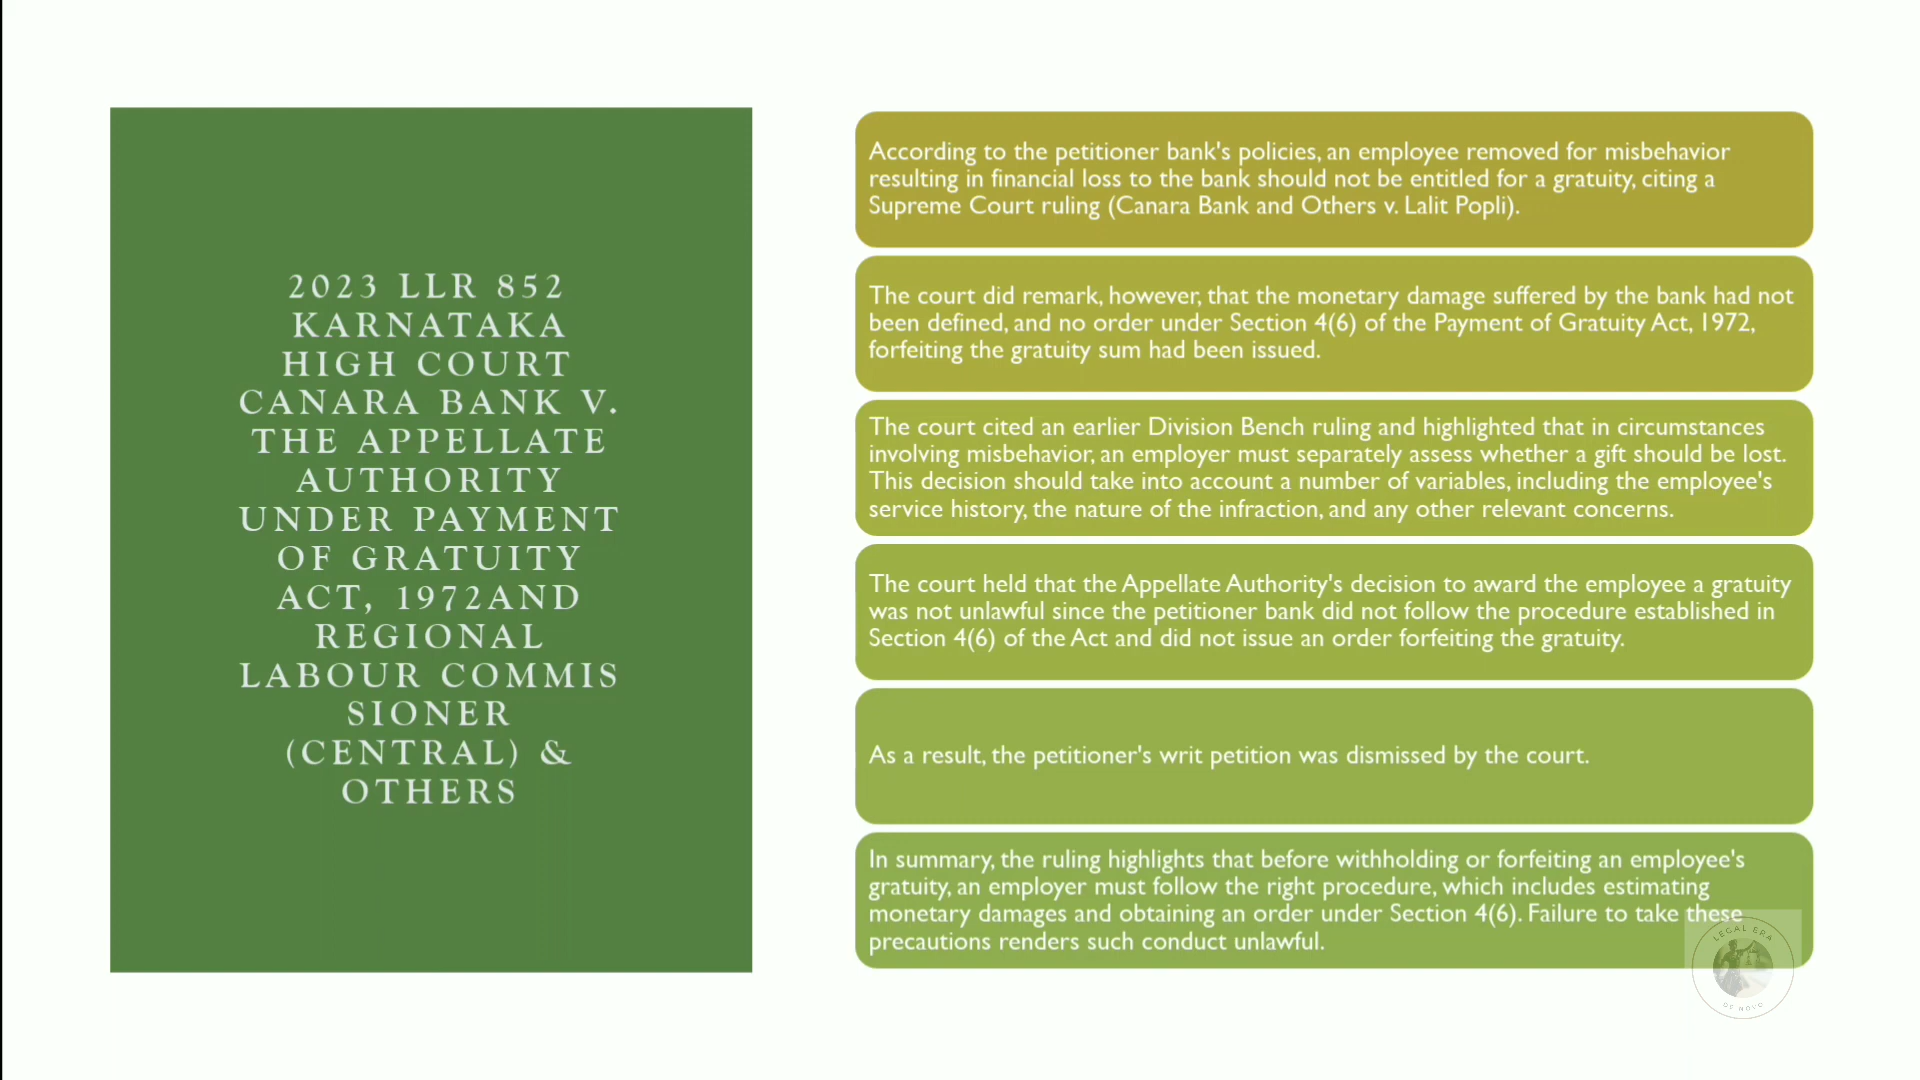 2023 LLR 852
KARNATAKA
HIGH COURT
CANARA BANK V.
THE APPELLATE
AUTHORITY
UNDER PAYMENT
OF GRATUITY
ACT, 1972AND
REGIONAL
LABOUR COMMIS
SIONER
(CENTRAL) &
OTHERS
According to the petitioner bank's policies, an employee removed for misbehavior
resulting in financial loss to the bank should not be entitled for a gratuity, citing a
Supreme Court ruling (Canara Bank and Others v. Lalit Popli).
The court did remark, however, that the monetary damage suffered by the bank had not
been defined, and no order under Section 4(6) of the Payment of Gratuity Act, 1972,
forfeiting the gratuity sum had been issued.
The court cited an earlier Division Bench ruling and highlighted that in circumstances
involving misbehavior, an employer must separately assess whether a gift should be lost.
This decision should take into account a number of variables, including the employee's
service history, the nature of the infraction, and any other relevant concerns.
The court held that the Appellate Authority's decision to award the employee a gratuity
was not unlawful since the petitioner bank did not follow the procedure established in
Section 4(6) of the Act and did not issue an order forfeiting the gratuity.
As a result, the petitioner's writ petition was dismissed by the court.
In summary, the ruling highlights that before withholding or forfeiting an employee's
gratuity, an employer must follow the right procedure, which includes estimating
monetary damages and obtaining an order under Section 4(6). Failure to take these
precautions renders such conduct unlawful.
LEGAL ERA
DE NOVO